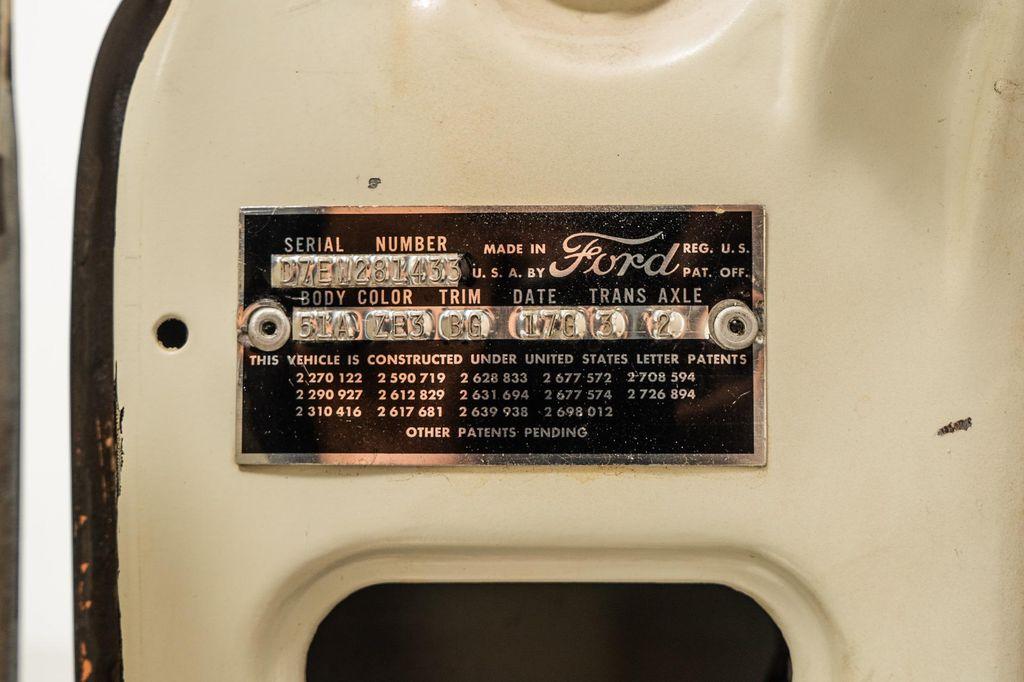 SERIAL NUMBER MADE IN Ford REG. U.S.
D7EW281433 U.S.A. BY PAT. OFF.
BODY COLOR TRIM DATE TRANS AXLE
ZE3 BG 17G 3 2
THIS VEHICLE IS CONSTRUCTED UNDER UNITED STATES LETTER PATENTS
2 270 122 2 590 719 2 628 833 2 677 572 2 708 594
2 290 927 2 612 829 2 631 694 2 677 574 2 726 894
2 310 416 2 617 681 2 639 938 2 698 012
OTHER PATENTS PENDING